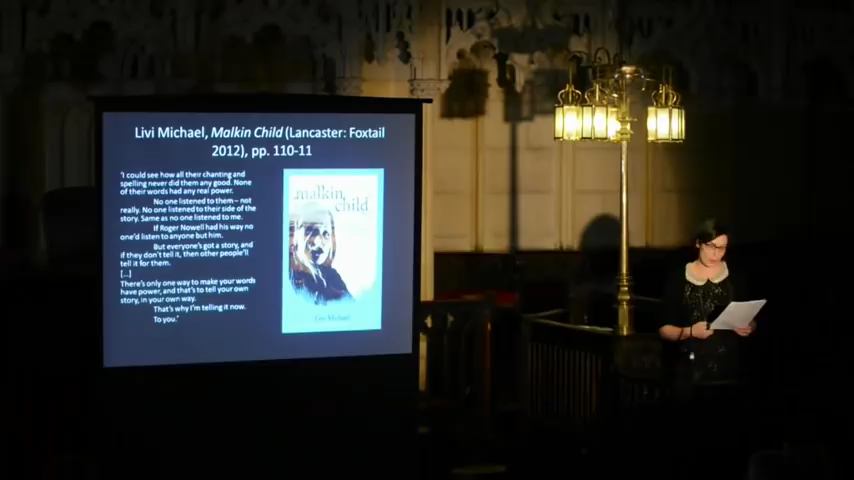 Livi Michael, Malkin Child (Lancaster: Foxtail
2012), pp. 110-11
'I could see how all their chanting and
spelling never did them any good. None
of their words had any real power.
No one listened to them – not
really. No one listened to their side of the
story. Same as no one listened to me.
If Roger Nowell had his way no
one'd listen to anyone but him.
But everyone's got a story, and
if they don't tell it, then other people'll
tell it for them.
[...]
There's only one way to make your words
have power, and that's to tell your own
story, in your own way.
That's why I'm telling it now.
To you.'
malkin
child
Livi Michael